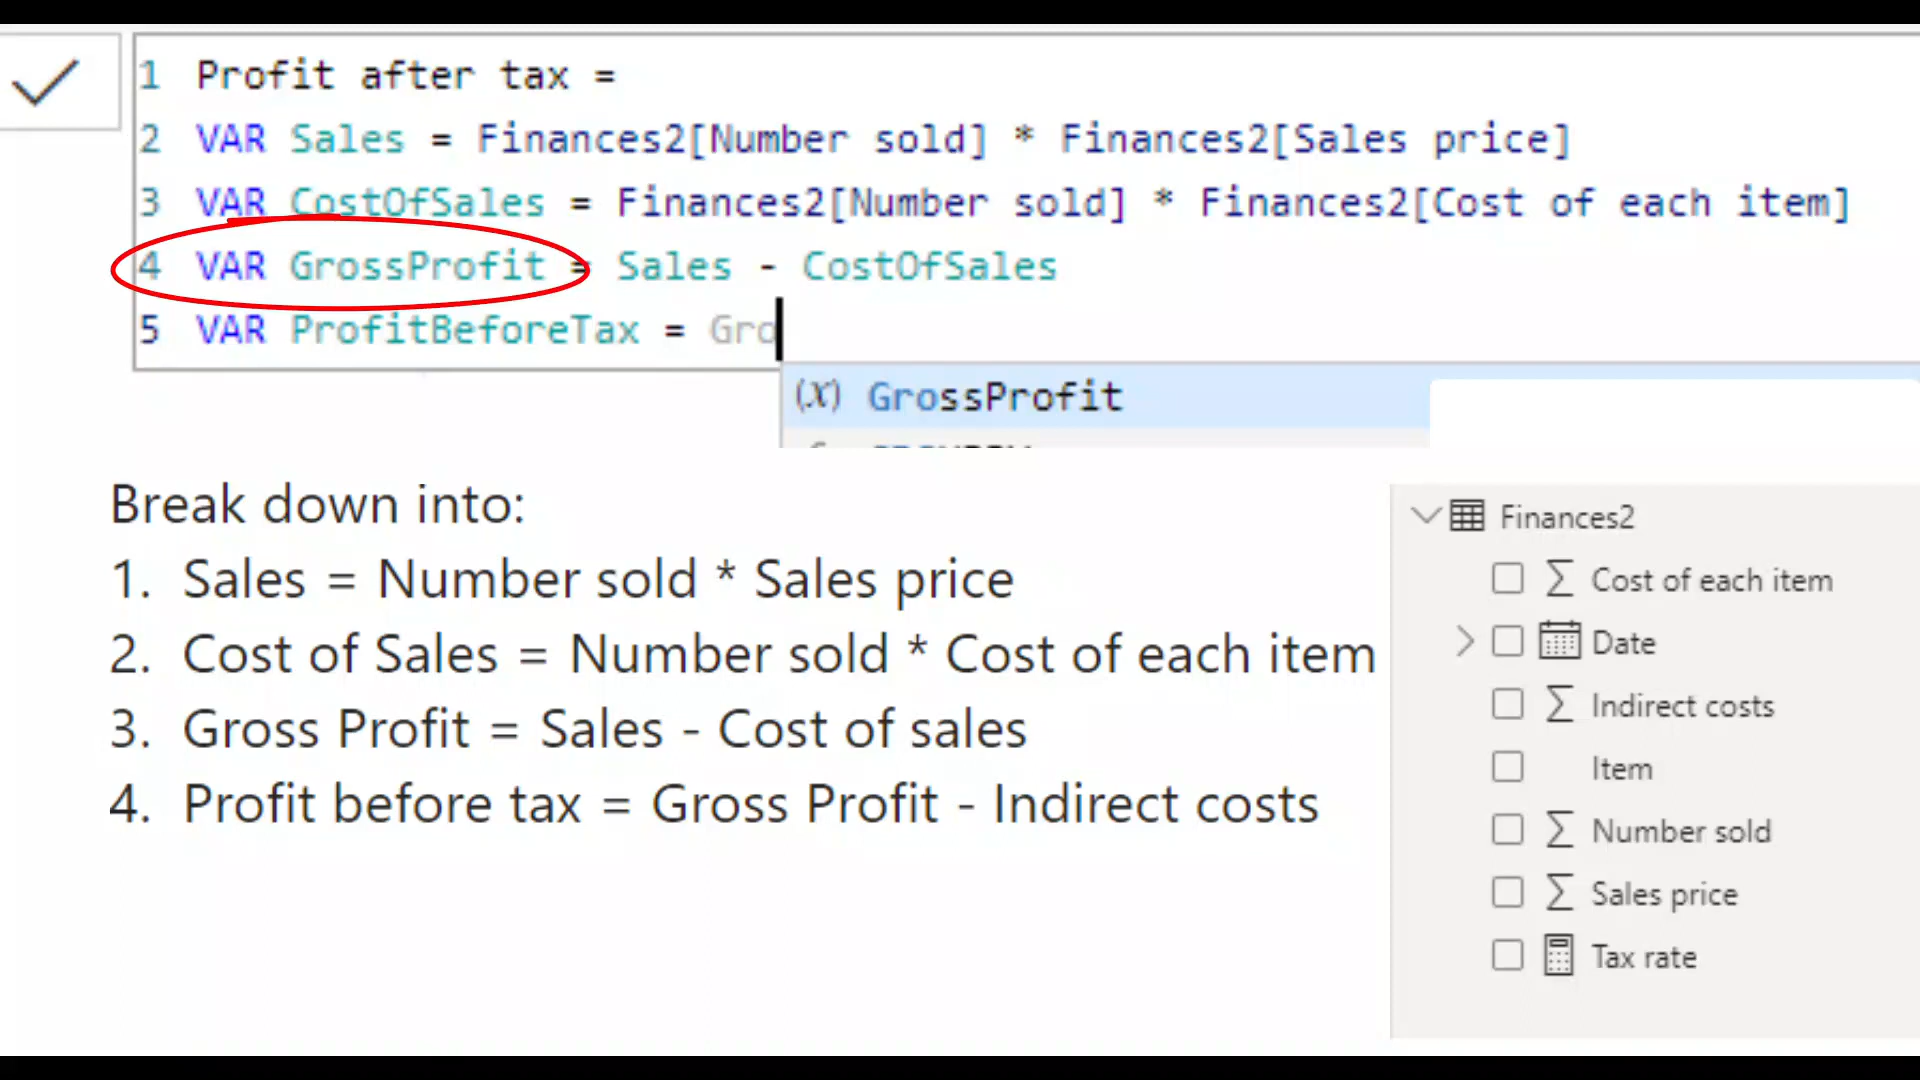 1 Profit after tax =
2 VAR Sales = Finances2[Number sold] * Finances2[Sales price]
3 VAR CostOfSales = Finances2[Number sold] * Finances2[Cost of each item]
4 VAR GrossProfit = Sales - CostOfSales
5 VAR ProfitBeforeTax = Gro
(x) GrossProfit
Break down into:
1. Sales = Number sold * Sales price
2. Cost of Sales = Number sold * Cost of each item
3. Gross Profit = Sales - Cost of sales
4. Profit before tax = Gross Profit - Indirect costs
Finances2
Σ Cost of each item
Date
Σ Indirect costs
Item
Σ Number sold
Σ Sales price
Tax rate